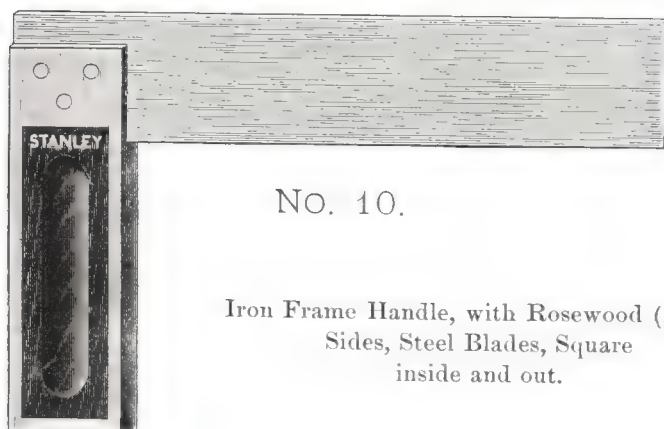 STANLEY
No. 10.
Iron Frame Handle, with Rosewood (
Sides, Steel Blades, Square
inside and out.